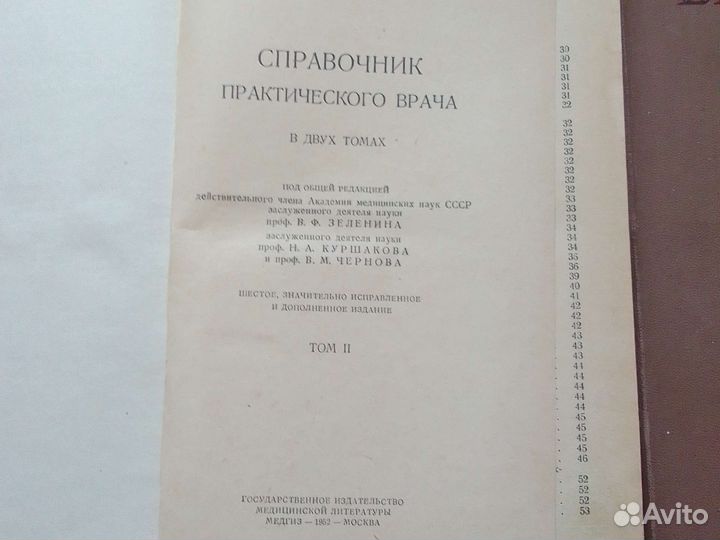 СПРАВОЧНИК
ПРАКТИЧЕСКОГО ВРАЧА
В ДВУХ ТОМАХ
ПОД ОБЩЕЙ РЕДАКЦИЕЙ
действительного члена Академии медицинских наук СССР
заслуженного деятеля науки
проф. В. Ф. ЗЕЛЕНИНА
заслуженного деятеля науки
проф. Н. А. КУРШАКОВА
и проф. В. М. ЧЕРНОВА
ШЕСТОЕ, ЗНАЧИТЕЛЬНО ИСПРАВЛЕННОЕ
И ДОПОЛНЕННОЕ ИЗДАНИЕ
ТОМ II
ГОСУДАРСТВЕННОЕ ИЗДАТЕЛЬСТВО
МЕДИЦИНСКОЙ ЛИТЕРАТУРЫ
МЕДГИЗ — 1952 — МОСКВА
30
30
31
31
31
31
22
32
32
32
32
32
32
32
32
33
33
33
34
34
34
35
36
39
40
41
42
42
42
43
43
43
44
44
44
44
44
45
45
45
45
46
52
52
52
53
Avito